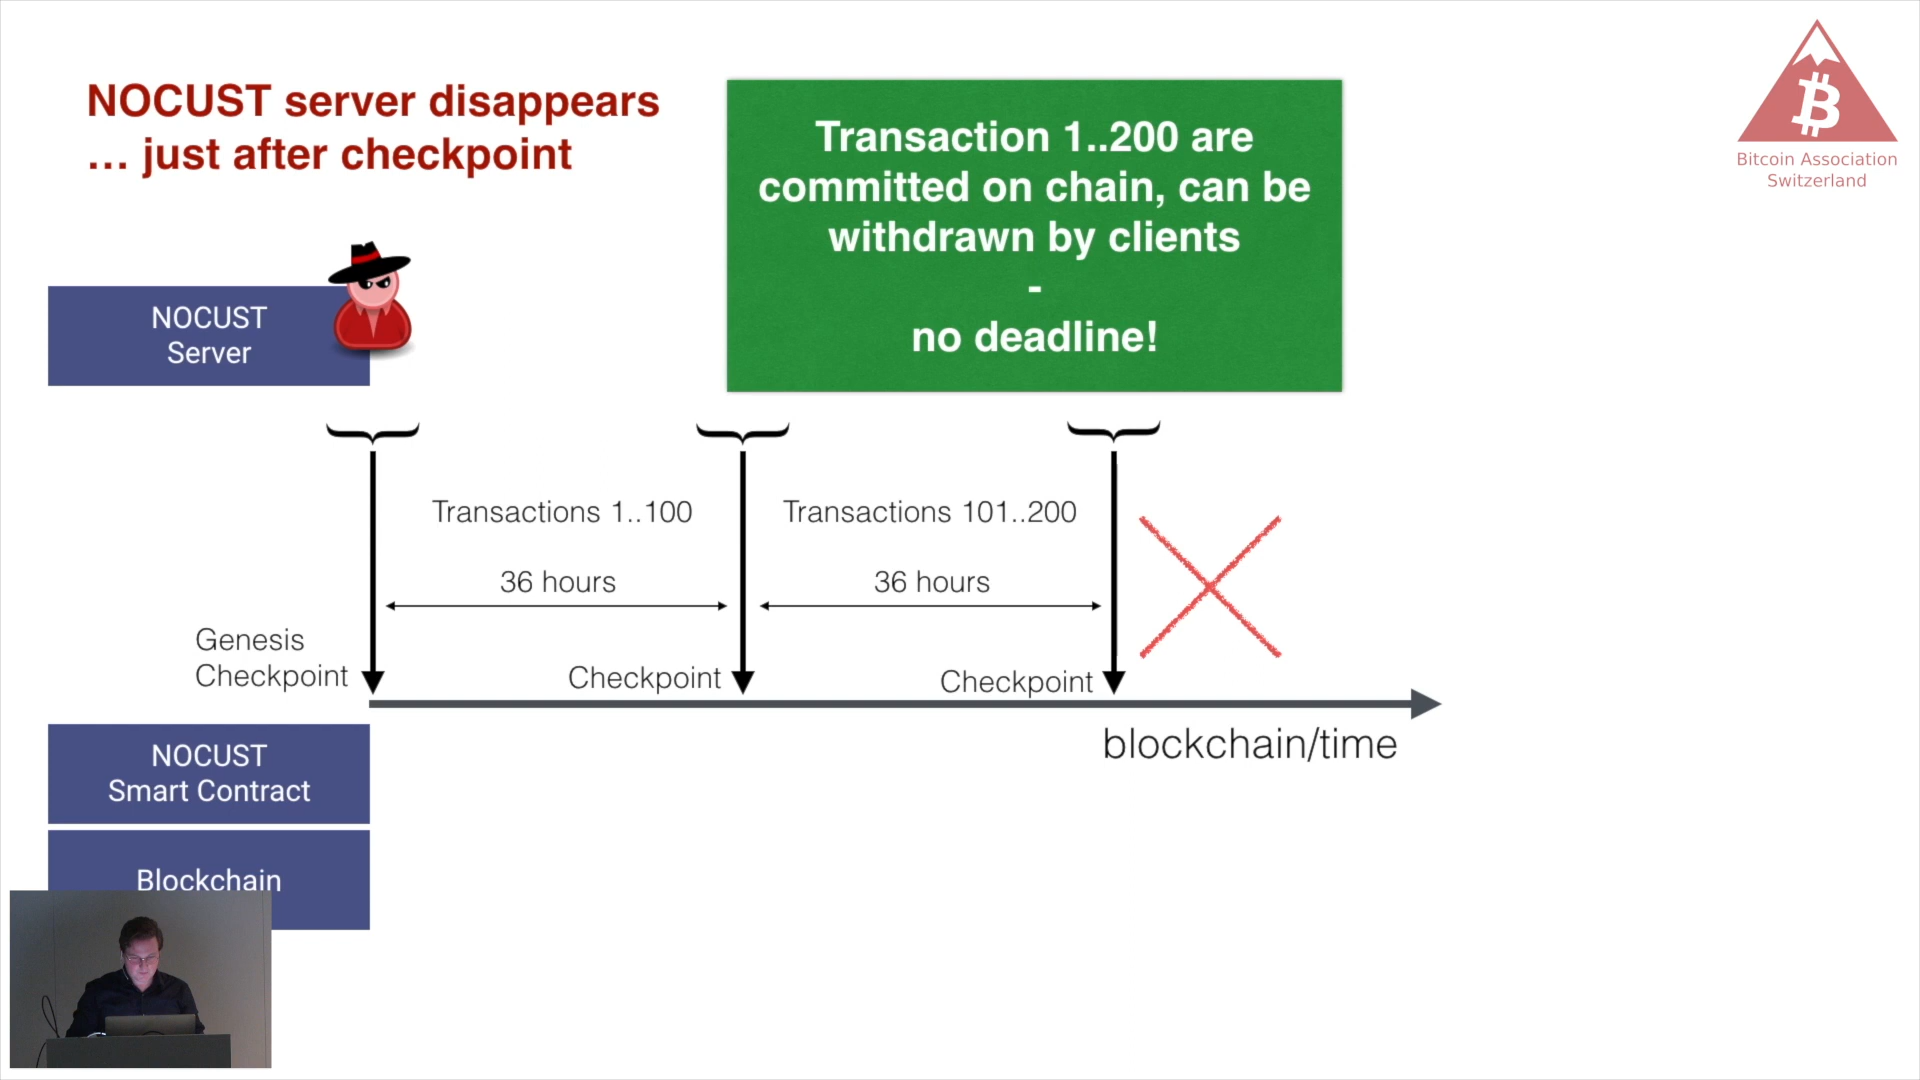 NOCUST server disappears
... just after checkpoint
Transaction 1..200 are
committed on chain, can be
withdrawn by clients
-
no deadline!
Bitcoin Association
Switzerland
NOCUST
Server
Transactions 1..100
Transactions 101..200
36 hours
36 hours
Genesis
Checkpoint
Checkpoint
Checkpoint
blockchain/time
NOCUST
Smart Contract
Blockchain